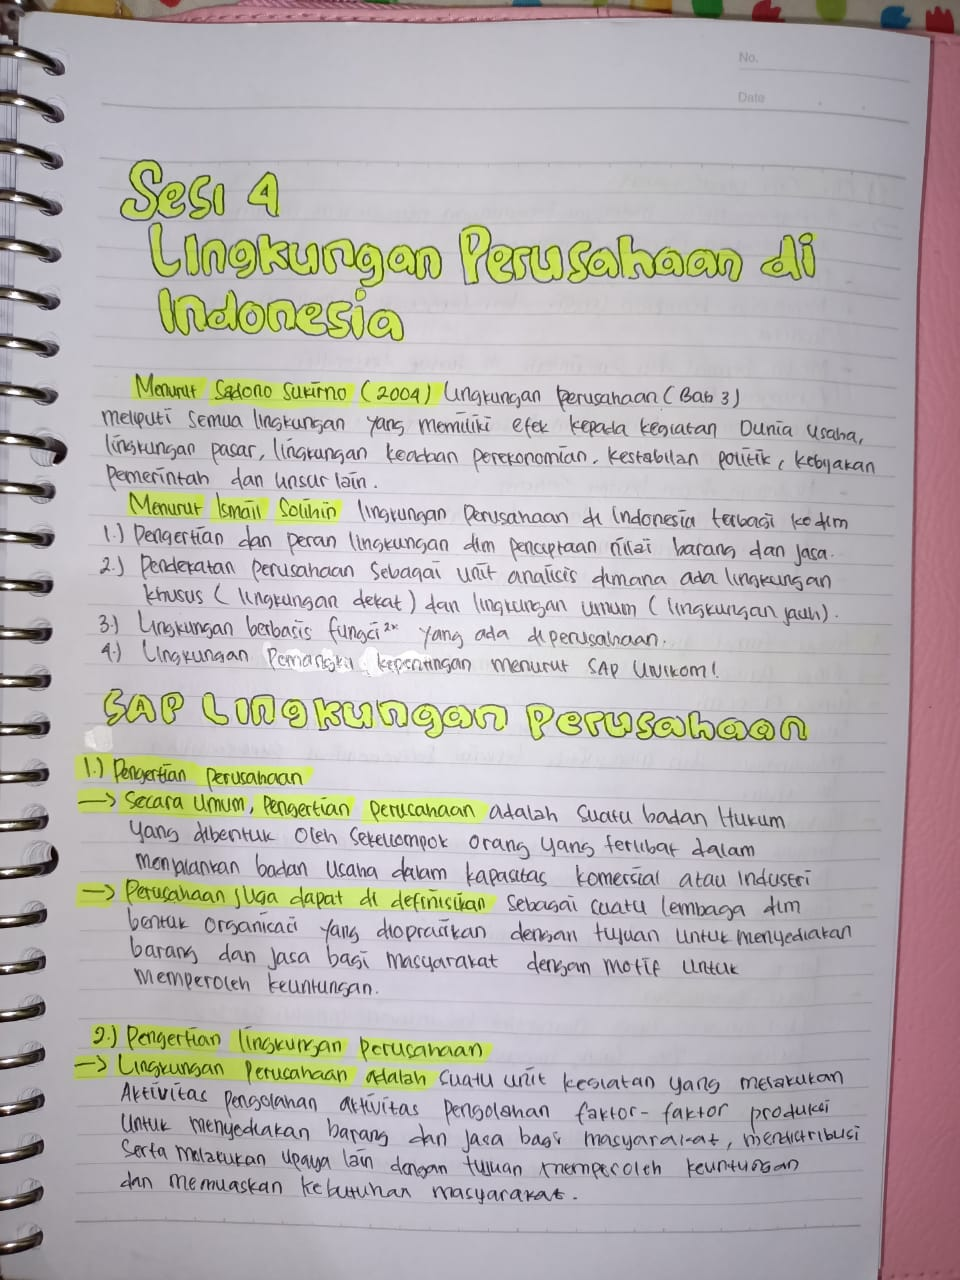 No.
Date
Sesi 4
Lingkungan Perusahaan di
Indonesia
Menurut Sadono Sukirno (2004) Lingkungan perusahaan (Bab 3)
meliputi semua lingkungan yang memiliki efek kepada kegiatan Dunia Usaha,
lingkungan pasar, lingkungan keadaan perekonomian, kestabilan politik, kebijakan
Pemerintah dan unsur lain.
Menurut Ismail Solihin lingkungan Perusahaan di Indonesia terbagi ke dlm
1.) Pengertian dan peran lingkungan dlm penciptaan nilai barang dan jasa.
2.) Pendekatan perusahaan sebagai unit analisis dimana ada lingkungan
khusus (lingkungan dekat) dan lingkungan umum (lingkungan jauh).
3.) Lingkungan berbasis fungsi²ⁿ yang ada diperusahaan.
4.) Lingkungan Pemangku kepentingan menurut SAP UNIKOM!
SAP Lingkungan Perusahaan
1.) Pengertian perusahaan
→ Secara Umum, Pengertian perusahaan adalah Suatu badan Hukum
yang dibentuk Oleh Sekelompok Orang yang terlibat dalam
menjalankan badan Usaha dalam kapasitas komersial atau Industri
→ Perusahaan Juga dapat di definisikan Sebagai suatu lembaga dlm
bentuk Organisasi yang dioprasikan dengan tujuan Untuk menyediakan
barang dan Jasa bagi masyarakat dengan motif Untuk
memperoleh keuntungan.
2.) Pengertian lingkungan perusahaan
→ Lingkungan Perusahaan adalah Suatu unit kegiatan yang melakukan
Aktivitas pengolahan aktivitas pengolahan faktor-faktor produksi
Untuk menyediakan barang dan jasa bagi masyarakat, mendistribusi
Serta melakukan upaya lain dengan tujuan memperoleh keuntungan
dan memuaskan kebutuhan masyarakat.